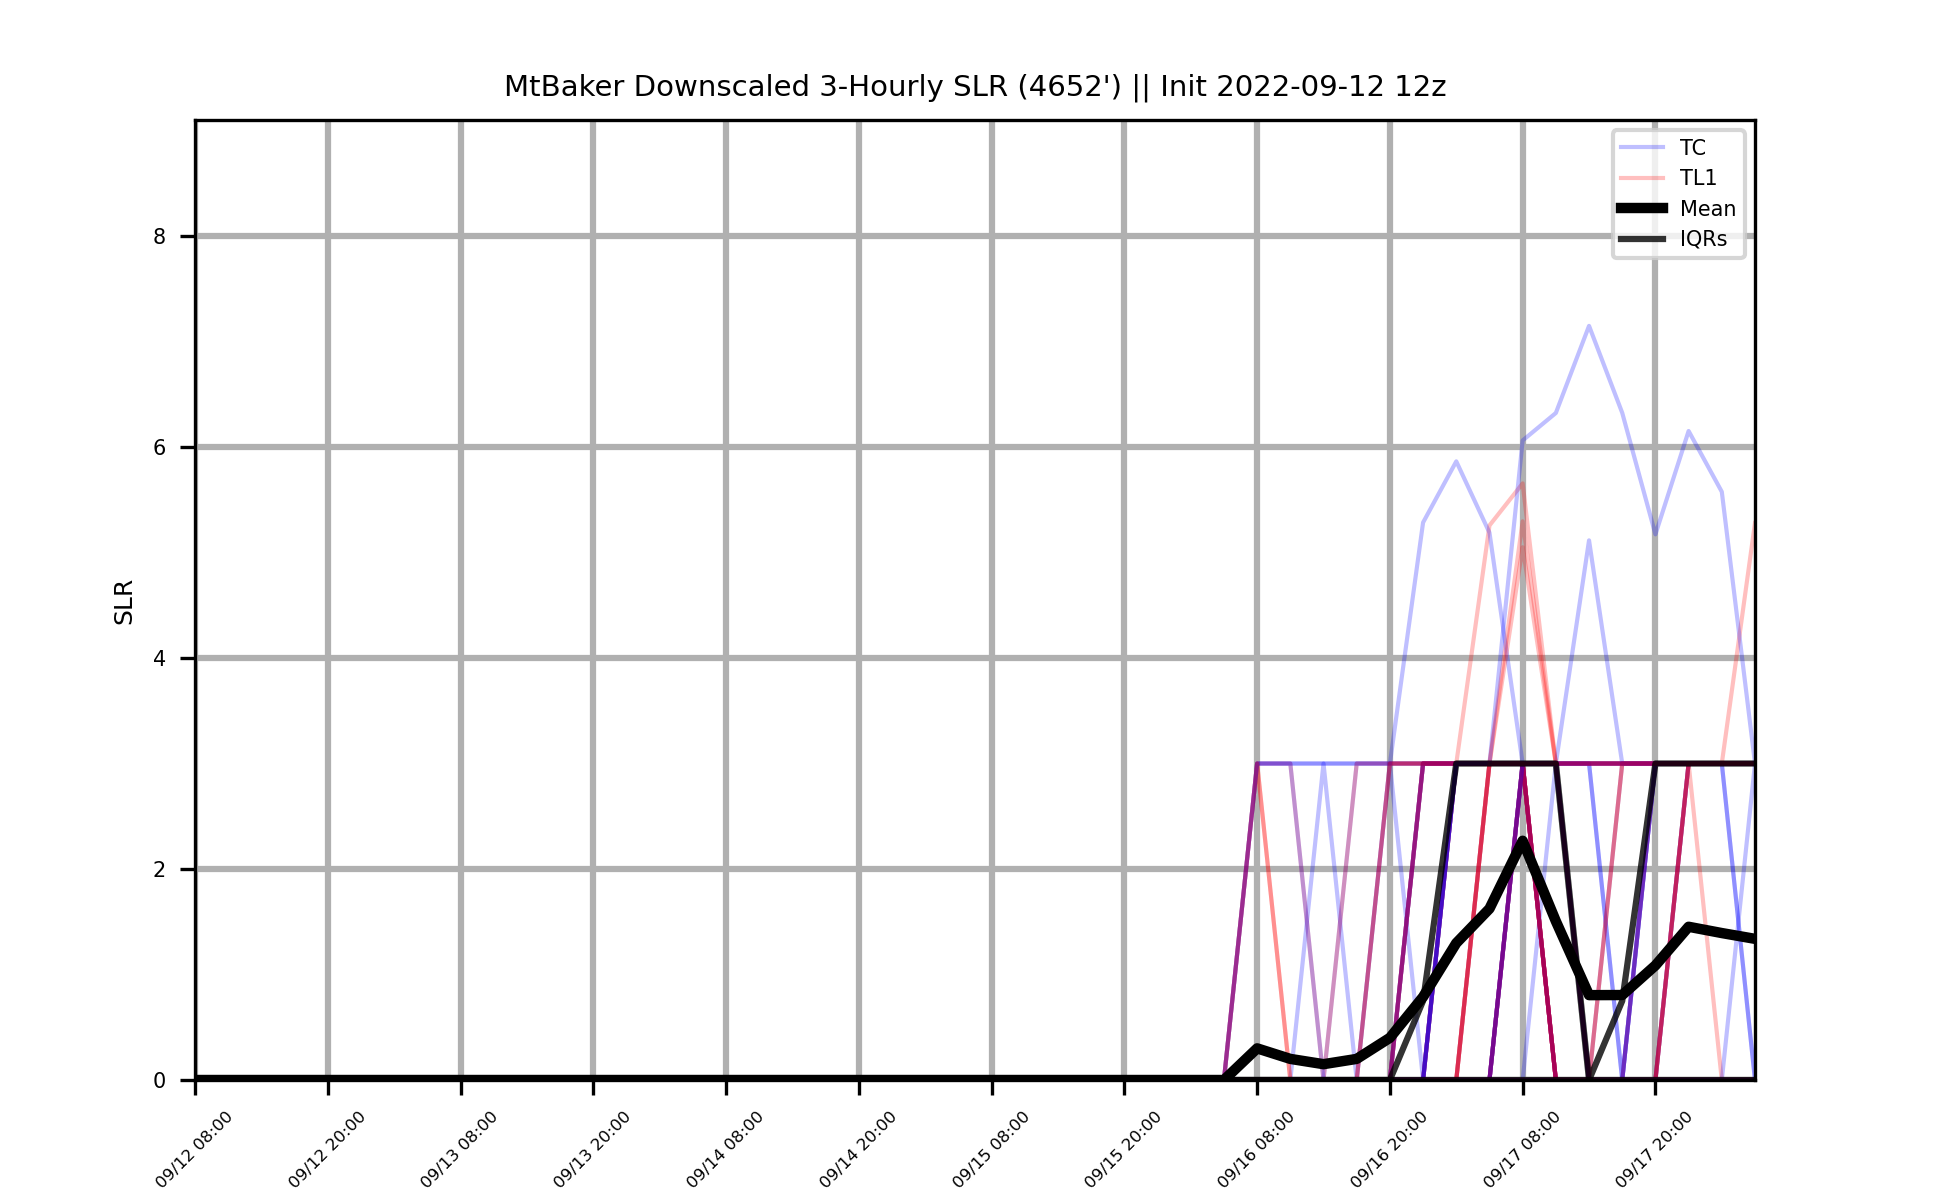 MtBaker Downscaled 3-Hourly SLR (4652') || Init 2022-09-12 12z
TC
TL1
Mean
IQRs
8
6
4
2
0
SLR
09/12 08:00
09/12 20:00
09/13 08:00
09/13 20:00
09/14 08:00
09/14 20:00
09/15 08:00
09/15 20:00
09/16 08:00
09/16 20:00
09/17 08:00
09/17 20:00